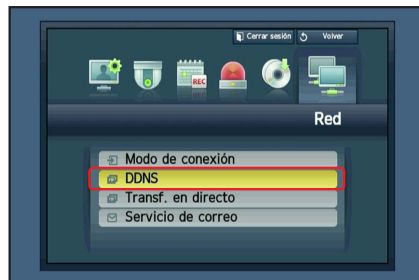 Cerrar sesión Volver
REC
Red
Modo de conexión
DDNS
Transf. en directo
Servicio de correo